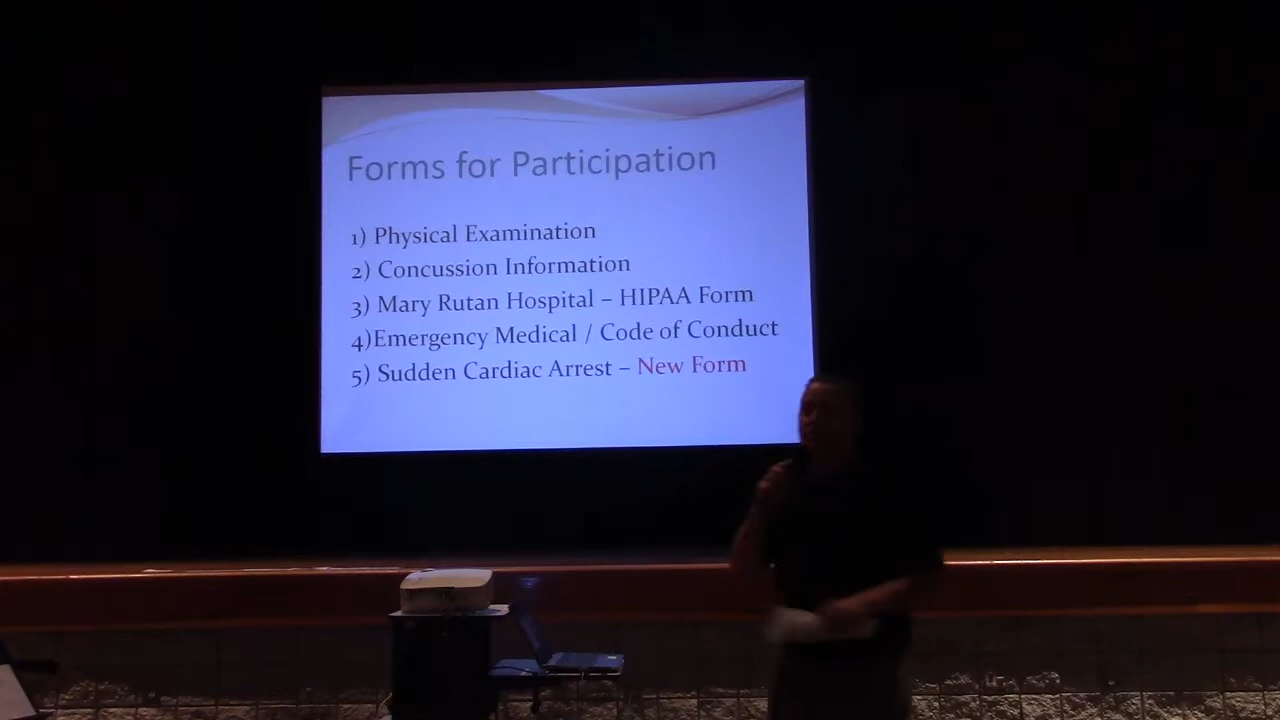 Forms for Participation
1) Physical Examination
2) Concussion Information
3) Mary Rutan Hospital – HIPAA Form
4)Emergency Medical / Code of Conduct
5) Sudden Cardiac Arrest – New Form